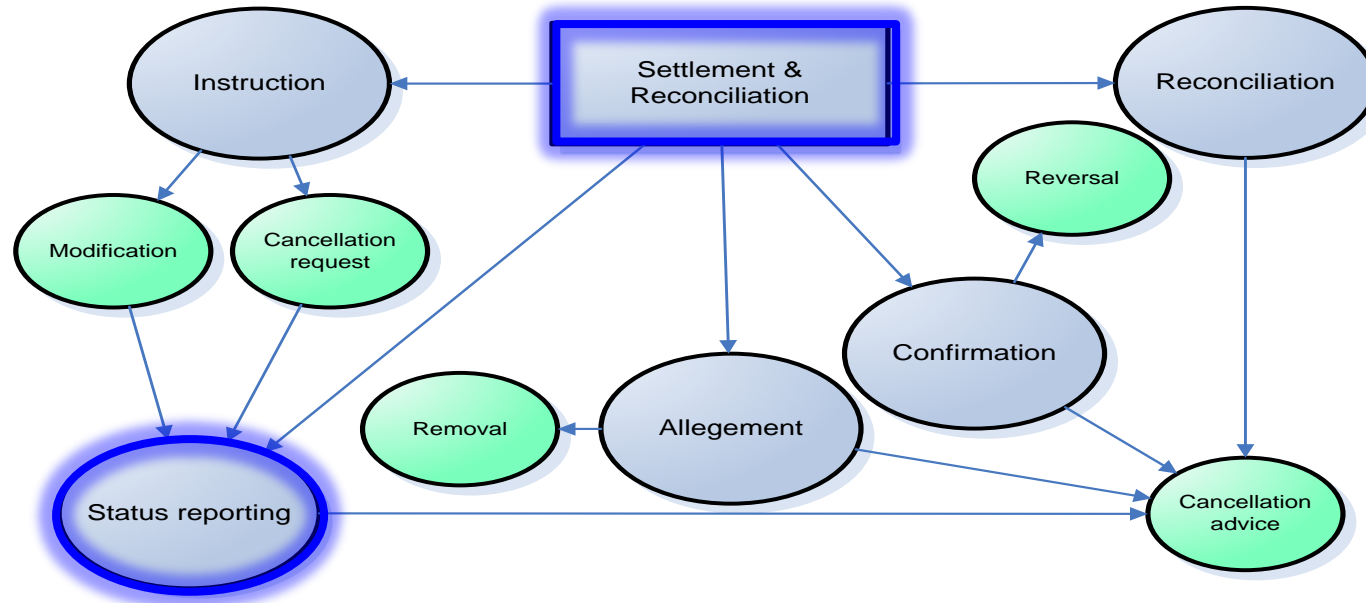 Settlement &
Reconciliation
Instruction
Reconciliation
Reversal
Modification
Cancellation
request
Confirmation
Removal
Allegement
Status reporting
Cancellation
advice